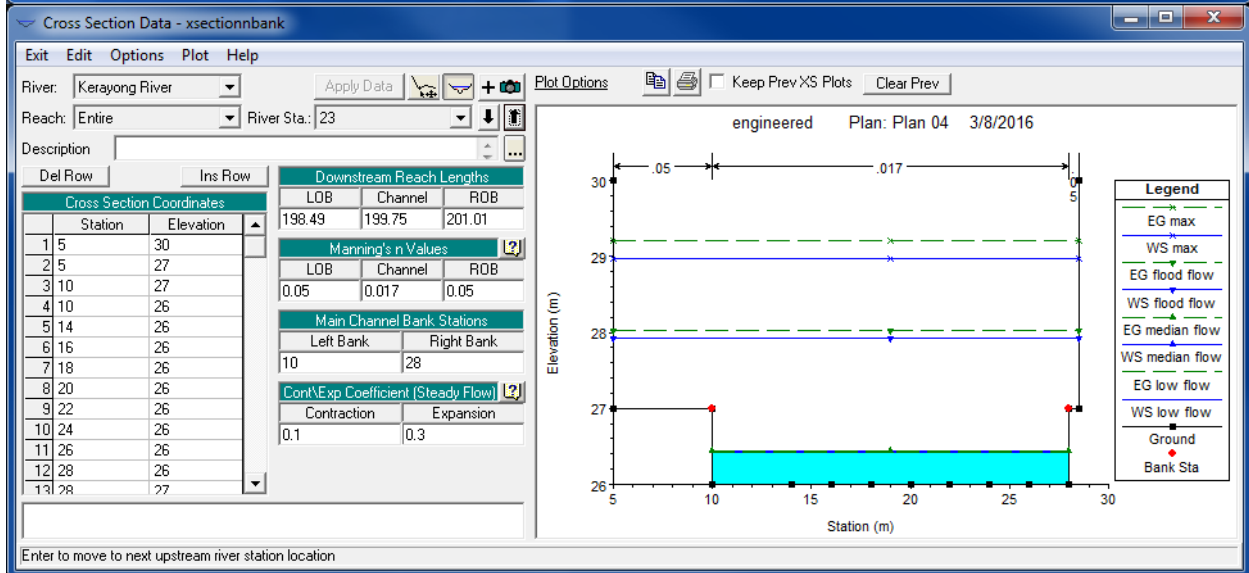 Cross Section Data - xsectionnbank
Exit Edit Options Plot Help
River: Kerayong River Apply Data + Plot Options Keep Prev XS Plots Clear Prev
Reach: Entire River Sta.: 23
Description ...
Del Row Ins Row
Cross Section Coordinates
Station Elevation
1 5 30
2 5 27
3 10 27
4 10 26
5 14 26
6 16 26
7 18 26
8 20 26
9 22 26
10 24 26
11 26 26
12 28 26
13 28 27
Downstream Reach Lengths
LOB Channel ROB
198.49 199.75 201.01
Manning's n Values
LOB Channel ROB
0.05 0.017 0.05
Main Channel Bank Stations
Left Bank Right Bank
10 28
Cont\Exp Coefficient (Steady Flow)
Contraction Expansion
0.1 0.3
engineered Plan: Plan 04 3/8/2016
.05 .017 .05
30
29
28
27
26
Elevation (m)
5 10 15 20 25 30
Station (m)
Legend
EG max
WS max
EG flood flow
WS flood flow
EG median flow
WS median flow
EG low flow
WS low flow
Ground
Bank Sta
Enter to move to next upstream river station location